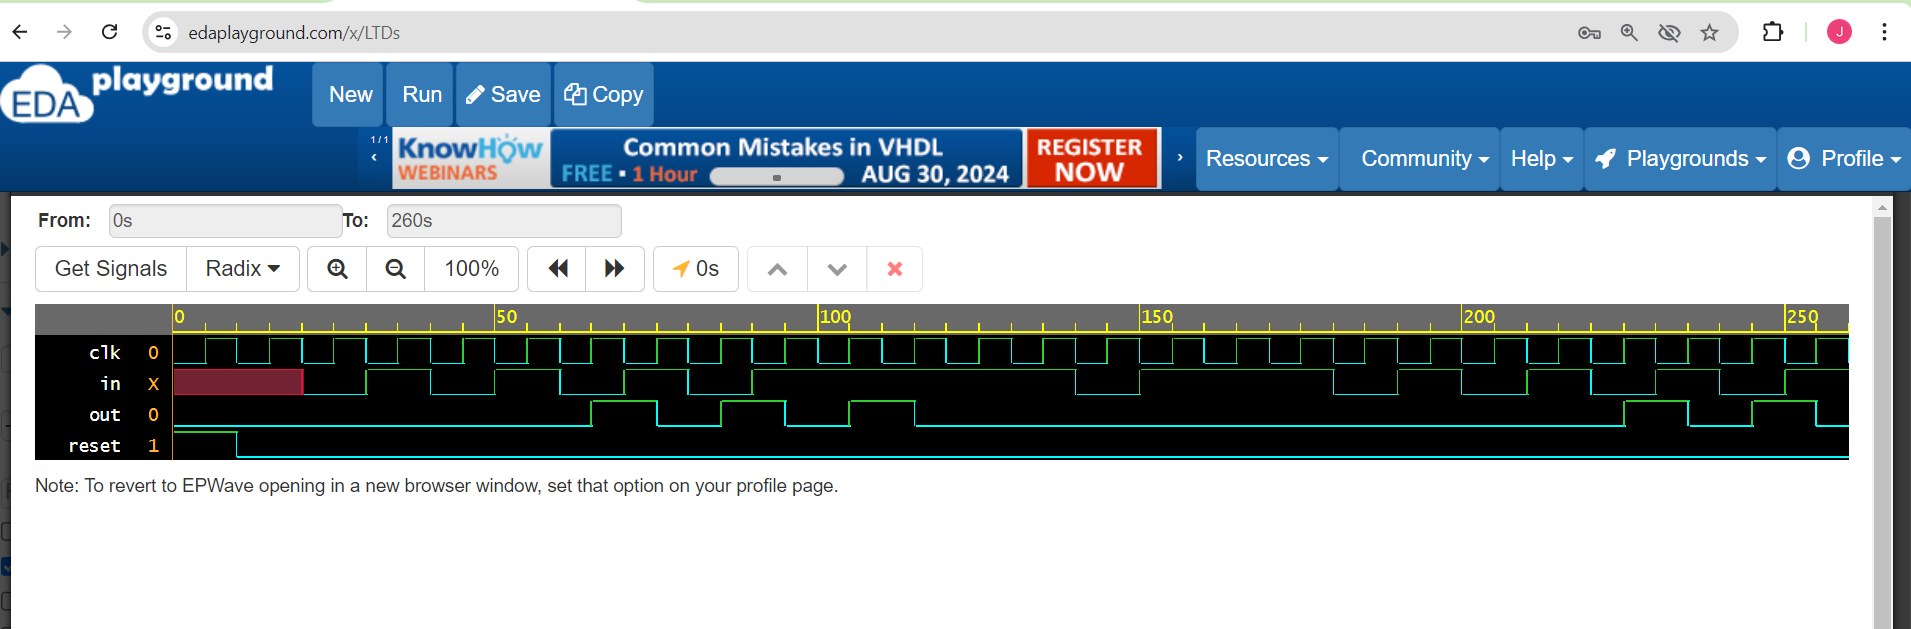 edaplayground.com/x/LTDs
J
EDA playground
New Run Save Copy
1/1
KnowHow WEBINARS
Common Mistakes in VHDL
FREE ▪ 1 Hour AUG 30, 2024
REGISTER NOW
Resources Community Help Playgrounds Profile
From: 0s To: 260s
Get Signals Radix 100% 0s
0 50 100 150 200 250
clk 0
in X
out 0
reset 1
Note: To revert to EPWave opening in a new browser window, set that option on your profile page.